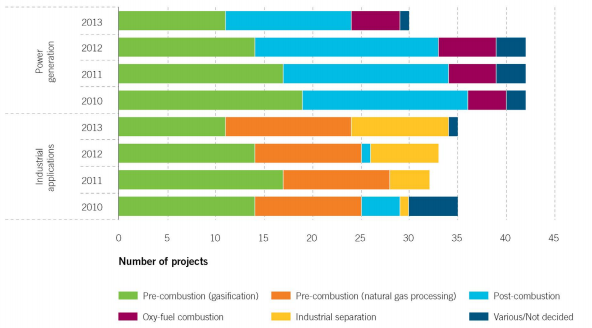 Power
generation
2013
2012
2011
2010
Industrial
applications
2013
2012
2011
2010
0 5 10 15 20 25 30 35 40 45
Number of projects
Pre-combustion (gasification) Pre-combustion (natural gas processing) Post-combustion
Oxy-fuel combustion Industrial separation Various/Not decided